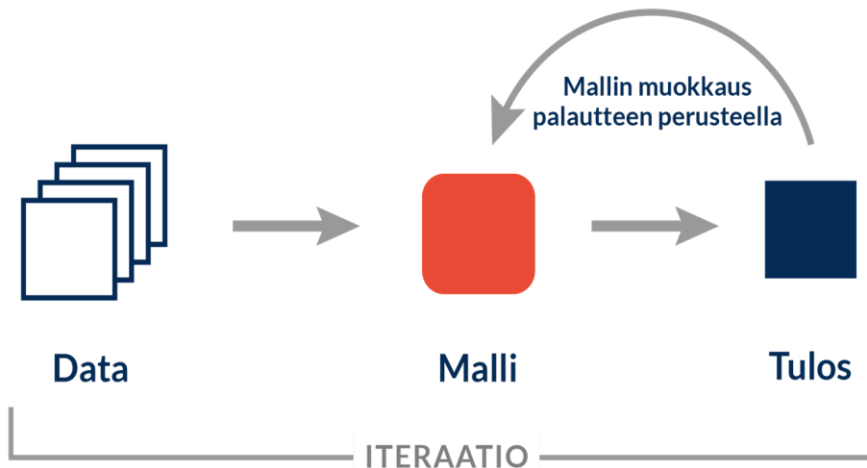 Mallin muokkaus
palautteen perusteella
Data
Malli
Tulos
ITERAATIO